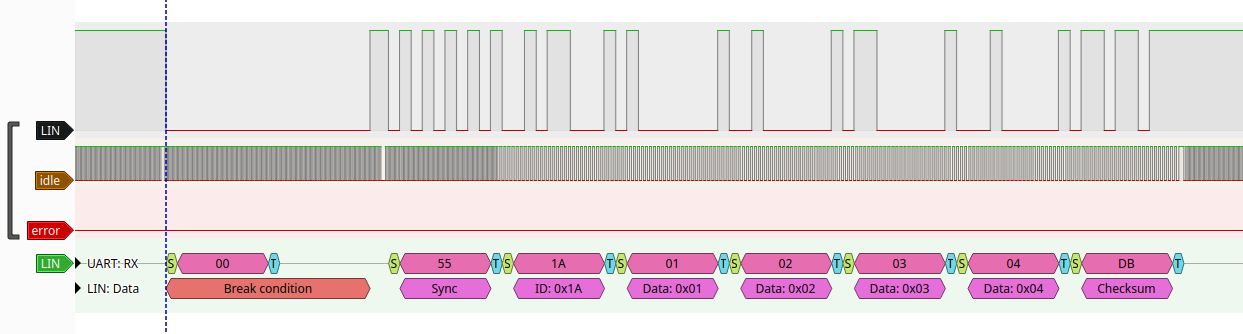 LIN
idle
error
LIN UART: RX S 00 T S 55 T S 1A T S 01 T S 02 T S 03 T S 04 T S DB T
LIN: Data Break condition Sync ID: 0x1A Data: 0x01 Data: 0x02 Data: 0x03 Data: 0x04 Checksum